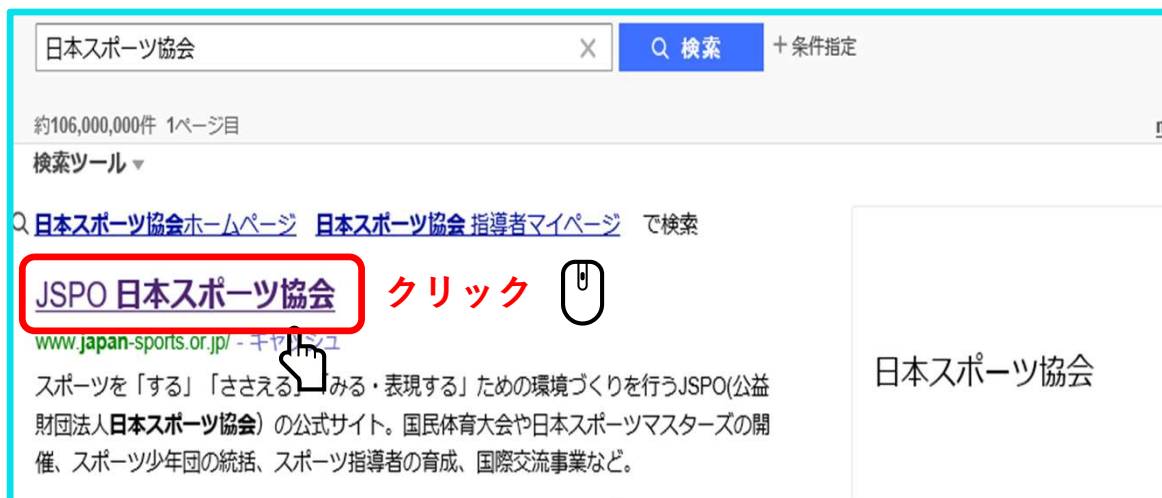 日本スポーツ協会 × 検索 +条件指定
約106,000,000件 1ページ目
検索ツール ▼
日本スポーツ協会ホームページ 日本スポーツ協会 指導者マイページ で検索
JSPO 日本スポーツ協会 クリック
www.japan-sports.or.jp/ - キャッシュ
スポーツを「する」「ささえる」「みる・表現する」ための環境づくりを行うJSPO(公益
財団法人日本スポーツ協会）の公式サイト。国民体育大会や日本スポーツマスターズの開
催、スポーツ少年団の統括、スポーツ指導者の育成、国際交流事業など。
日本スポーツ協会